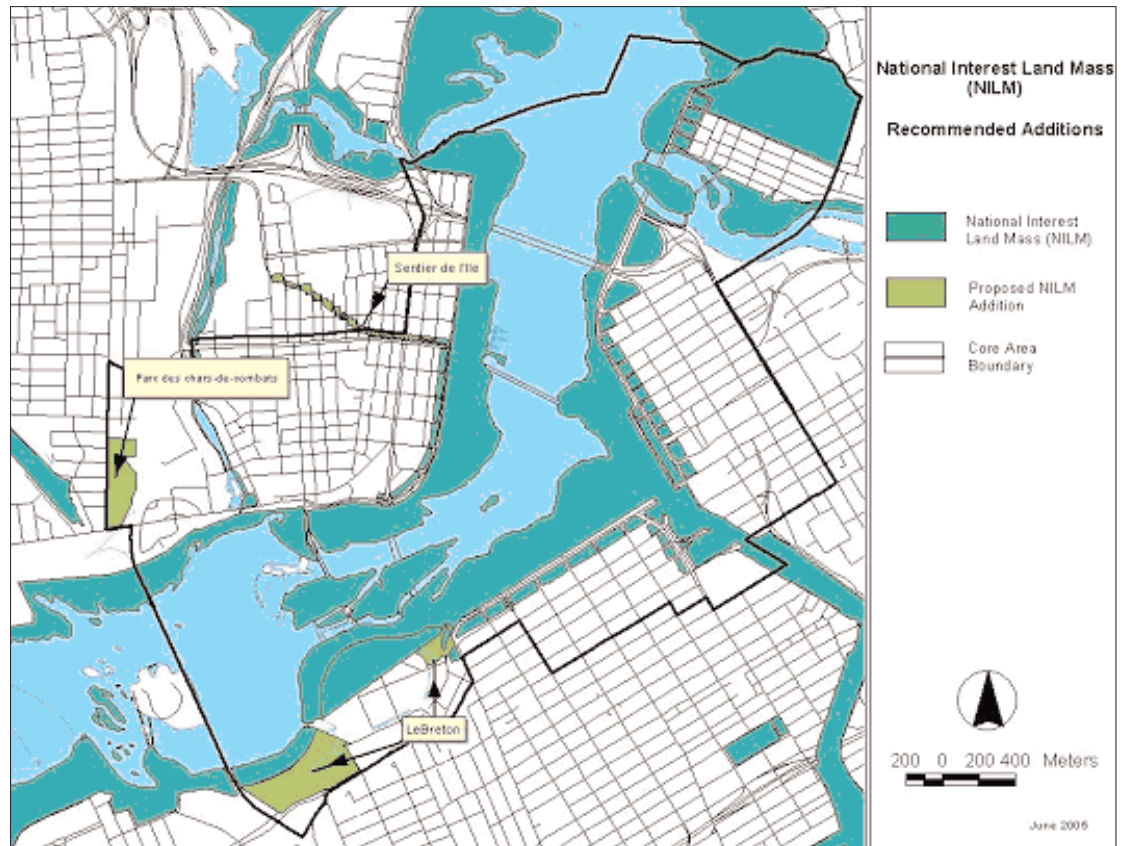 National Interest Land Mass
(NILM)
Recommended Additions
National Interest
Land Mass (NILM)
Proposed NILM
Addition
Core Area
Boundary
Sentier de l'Ile
Parc des chars-de-combats
LeBreton
200 0 200 400 Meters
June 2005